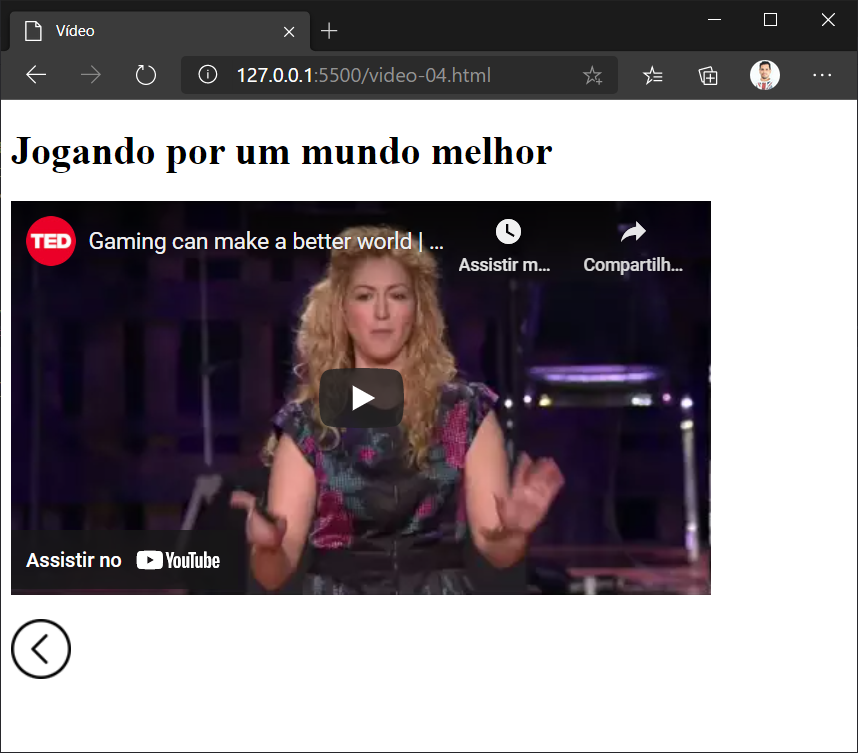 Vídeo
127.0.0.1:5500/video-04.html
Jogando por um mundo melhor
TED Gaming can make a better world | ...
Assistir m... Compartilh...
Assistir no YouTube